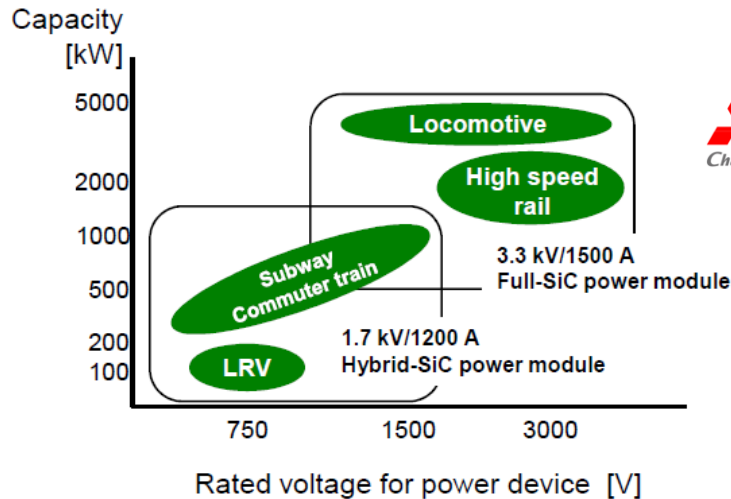 Capacity
[kW]
5000
2000
1000
500
200
100
Locomotive
High speed
rail
Subway
Commuter train
LRV
3.3 kV/1500 A
Full-SiC power module
1.7 kV/1200 A
Hybrid-SiC power module
750
1500
3000
Rated voltage for power device [V]